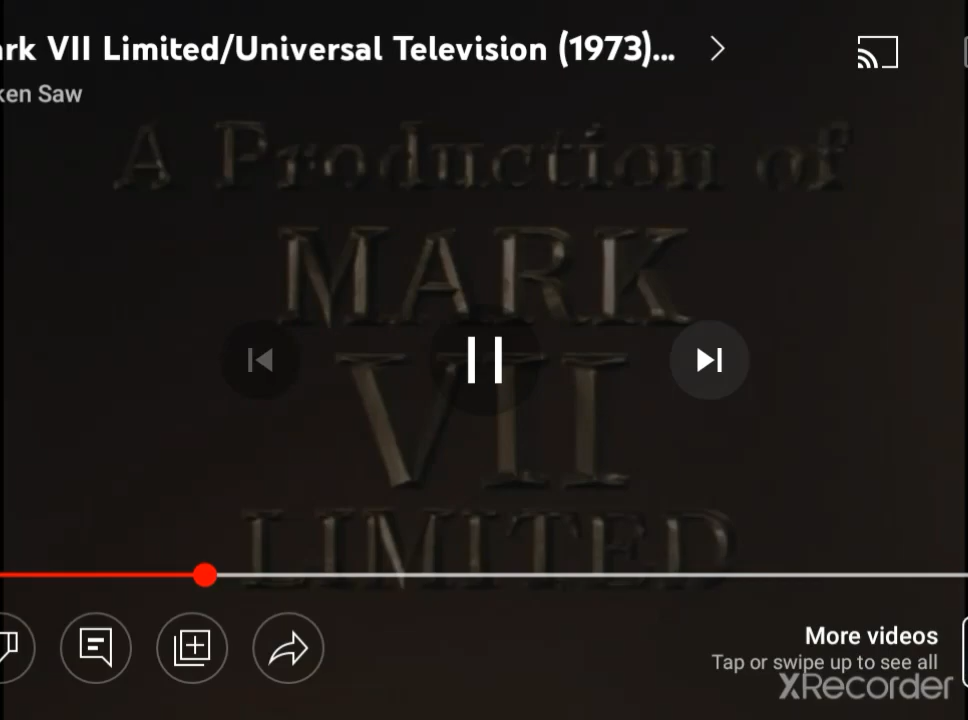 ark VII Limited/Universal Television (1973)...
ken Saw
A Production of
MARK
VII
LIMITED
More videos
Tap or swipe up to see all
XRecorder